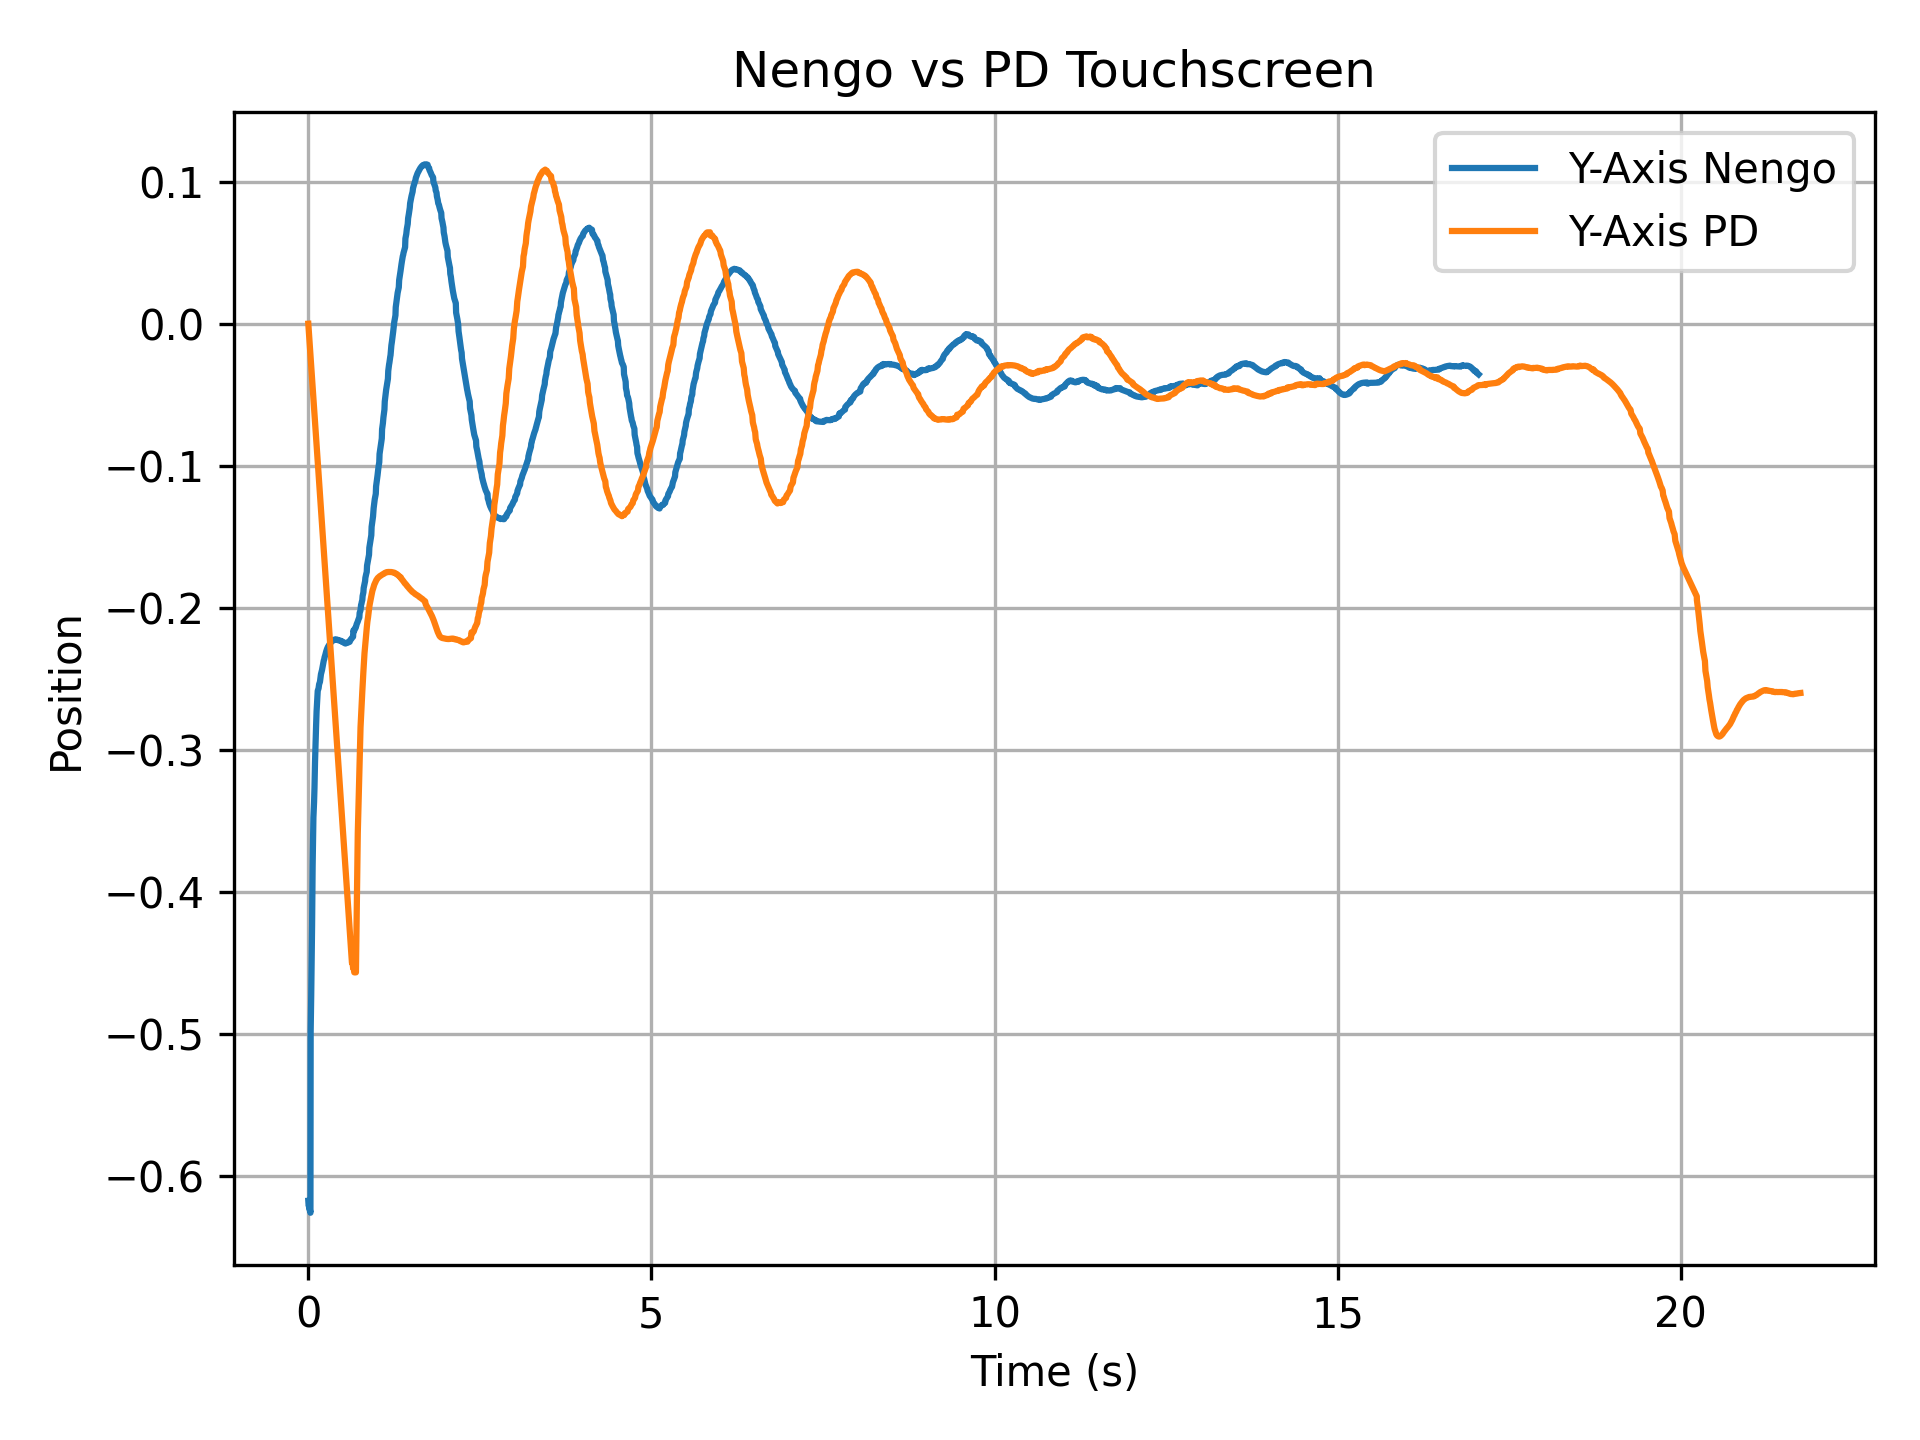 Nengo vs PD Touchscreen
Y-Axis Nengo
Y-Axis PD
Position
0.1
0.0
−0.1
−0.2
−0.3
−0.4
−0.5
−0.6
0 5 10 15 20
Time (s)